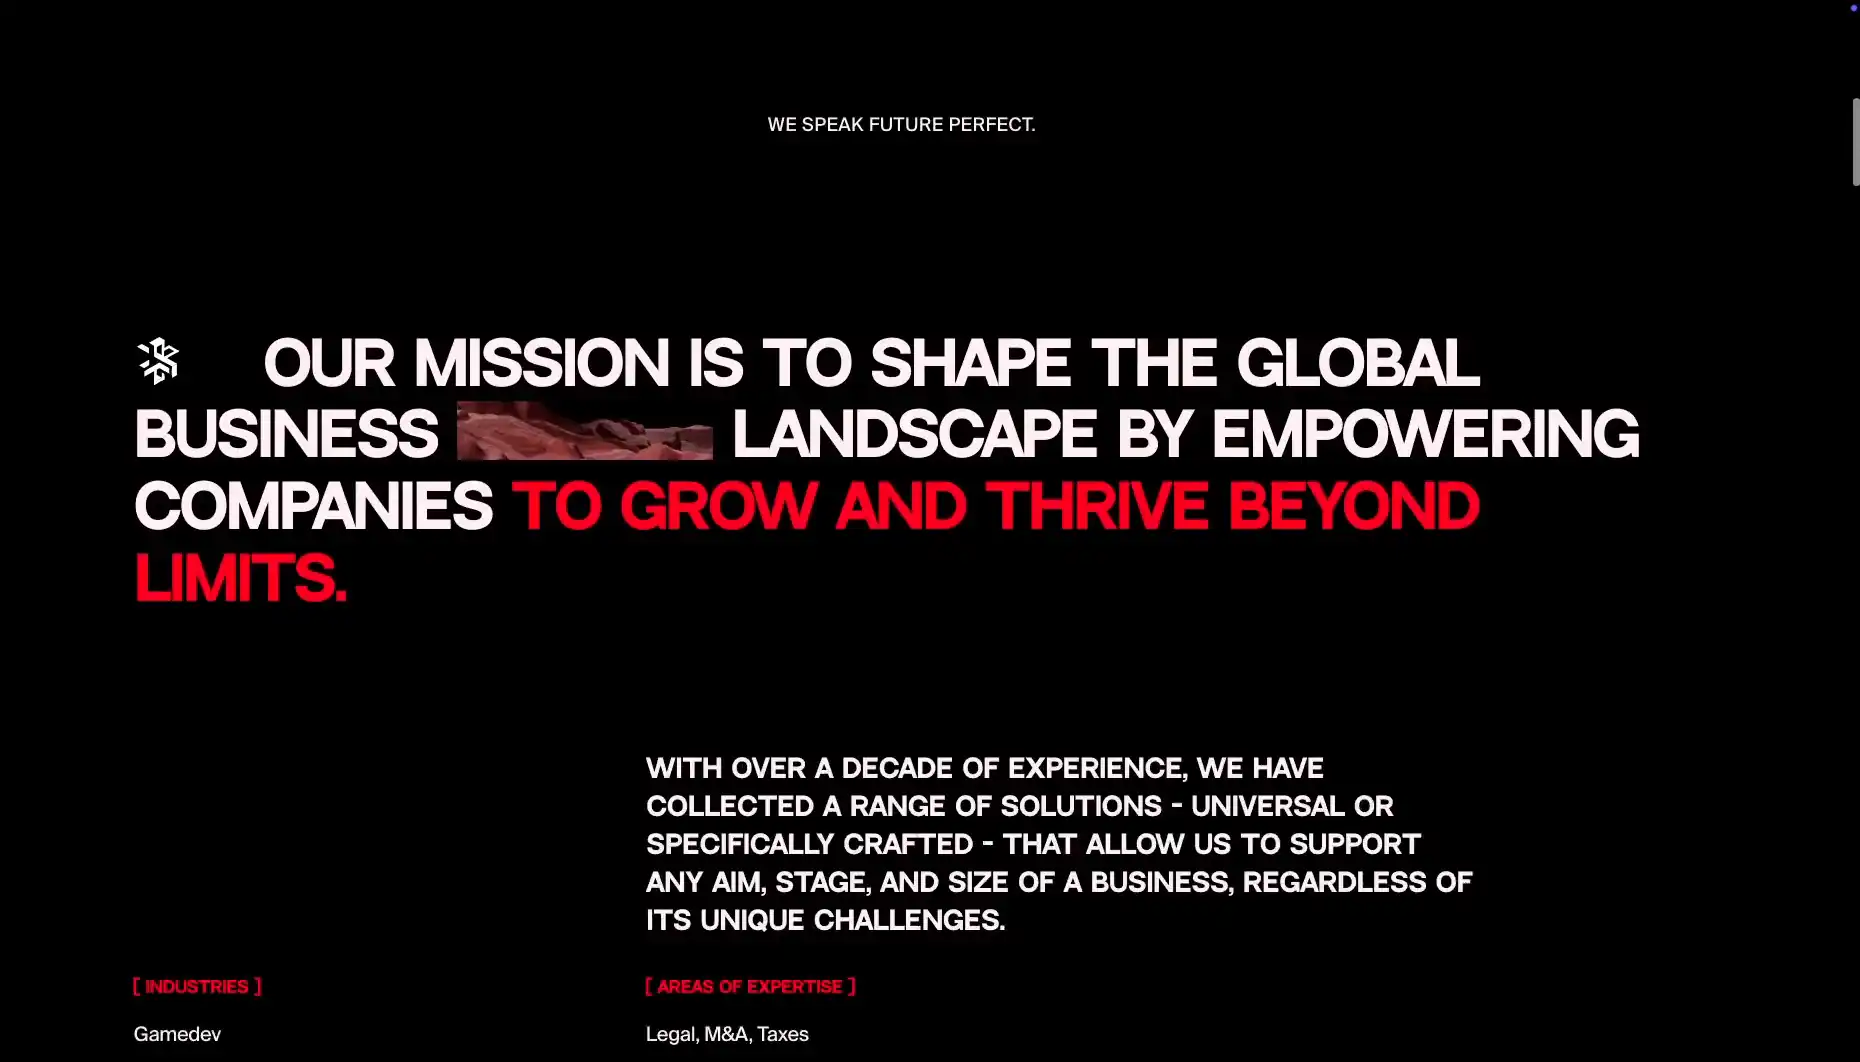 WE SPEAK FUTURE PERFECT.
OUR MISSION IS TO SHAPE THE GLOBAL
BUSINESS LANDSCAPE BY EMPOWERING
COMPANIES TO GROW AND THRIVE BEYOND
LIMITS.
WITH OVER A DECADE OF EXPERIENCE, WE HAVE
COLLECTED A RANGE OF SOLUTIONS - UNIVERSAL OR
SPECIFICALLY CRAFTED - THAT ALLOW US TO SUPPORT
ANY AIM, STAGE, AND SIZE OF A BUSINESS, REGARDLESS OF
ITS UNIQUE CHALLENGES.
[ INDUSTRIES ]
Gamedev
[ AREAS OF EXPERTISE ]
Legal, M&A, Taxes